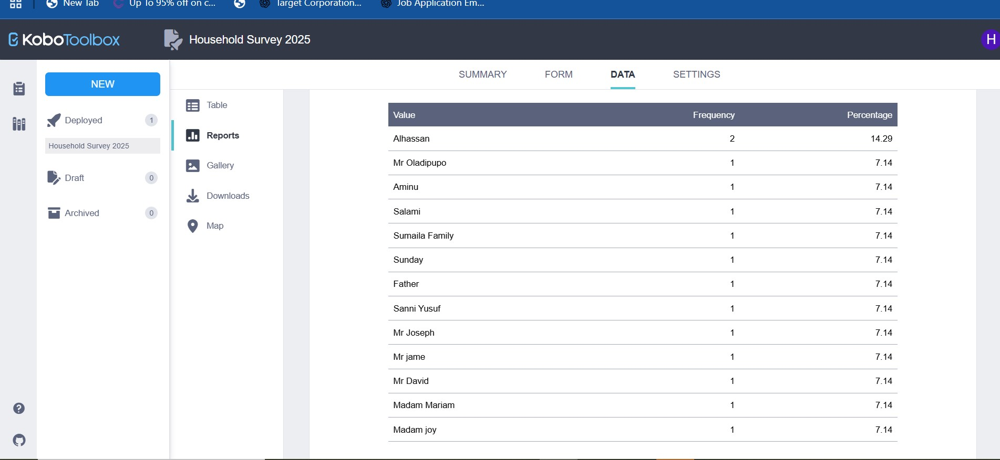 New Tab
Up To 95% off on c...
Target Corporation...
Job Application Em...
KoboToolbox
Household Survey 2025
H
NEW
Deployed 1
Household Survey 2025
Draft 0
Archived 0
SUMMARY FORM DATA SETTINGS
Table
Reports
Gallery
Downloads
Map
Value Frequency Percentage
Alhassan 2 14.29
Mr Oladipupo 1 7.14
Aminu 1 7.14
Salami 1 7.14
Sumaila Family 1 7.14
Sunday 1 7.14
Father 1 7.14
Sanni Yusuf 1 7.14
Mr Joseph 1 7.14
Mr jame 1 7.14
Mr David 1 7.14
Madam Mariam 1 7.14
Madam joy 1 7.14